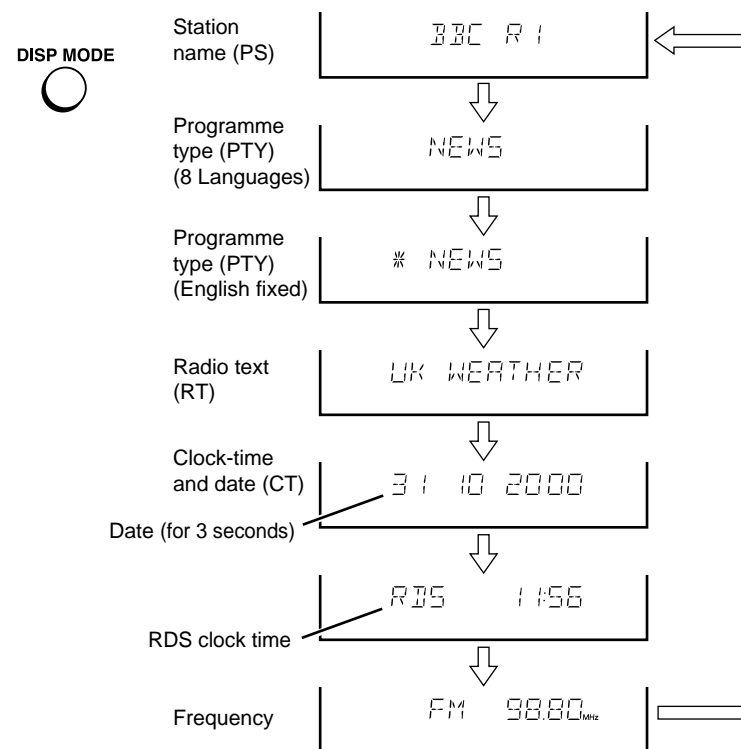 Station
name (PS)
BBC R1
DISP MODE
Programme
type (PTY)
(8 Languages)
NEWS
Programme
type (PTY)
(English fixed)
* NEWS
Radio text
(RT)
UK WEATHER
Clock-time
and date (CT)
31 10 2000
Date (for 3 seconds)
RDS 11:56
RDS clock time
Frequency
FM 98.80 MHz